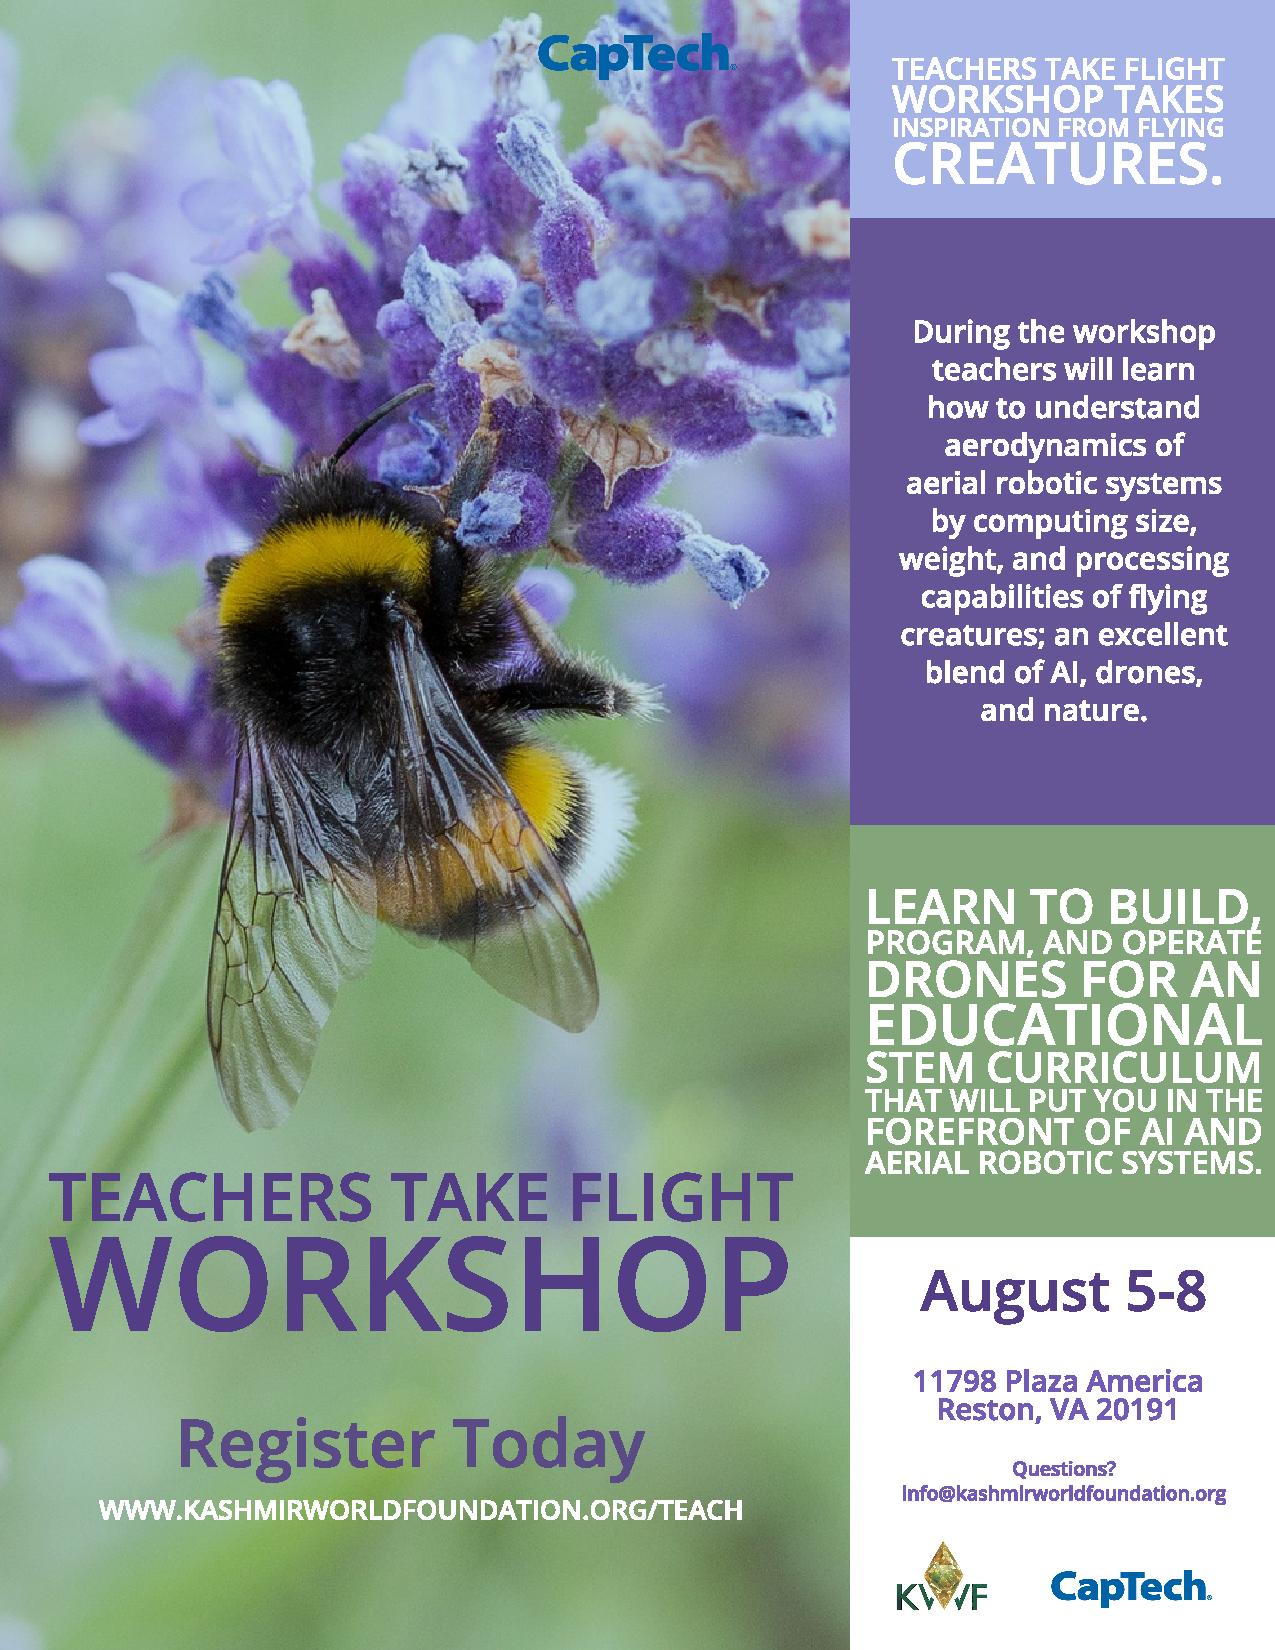 CapTech
TEACHERS TAKE FLIGHT
WORKSHOP TAKES
INSPIRATION FROM FLYING
CREATURES.
During the workshop
teachers will learn
how to understand
aerodynamics of
aerial robotic systems
by computing size,
weight, and processing
capabilities of flying
creatures; an excellent
blend of AI, drones,
and nature.
LEARN TO BUILD,
PROGRAM, AND OPERATE
DRONES FOR AN
EDUCATIONAL
STEM CURRICULUM
THAT WILL PUT YOU IN THE
FOREFRONT OF AI AND
AERIAL ROBOTIC SYSTEMS.
TEACHERS TAKE FLIGHT
WORKSHOP
Register Today
WWW.KASHMIRWORLDFOUNDATION.ORG/TEACH
August 5-8
11798 Plaza America
Reston, VA 20191
Questions?
info@kashmirworldfoundation.org
KWF
CapTech